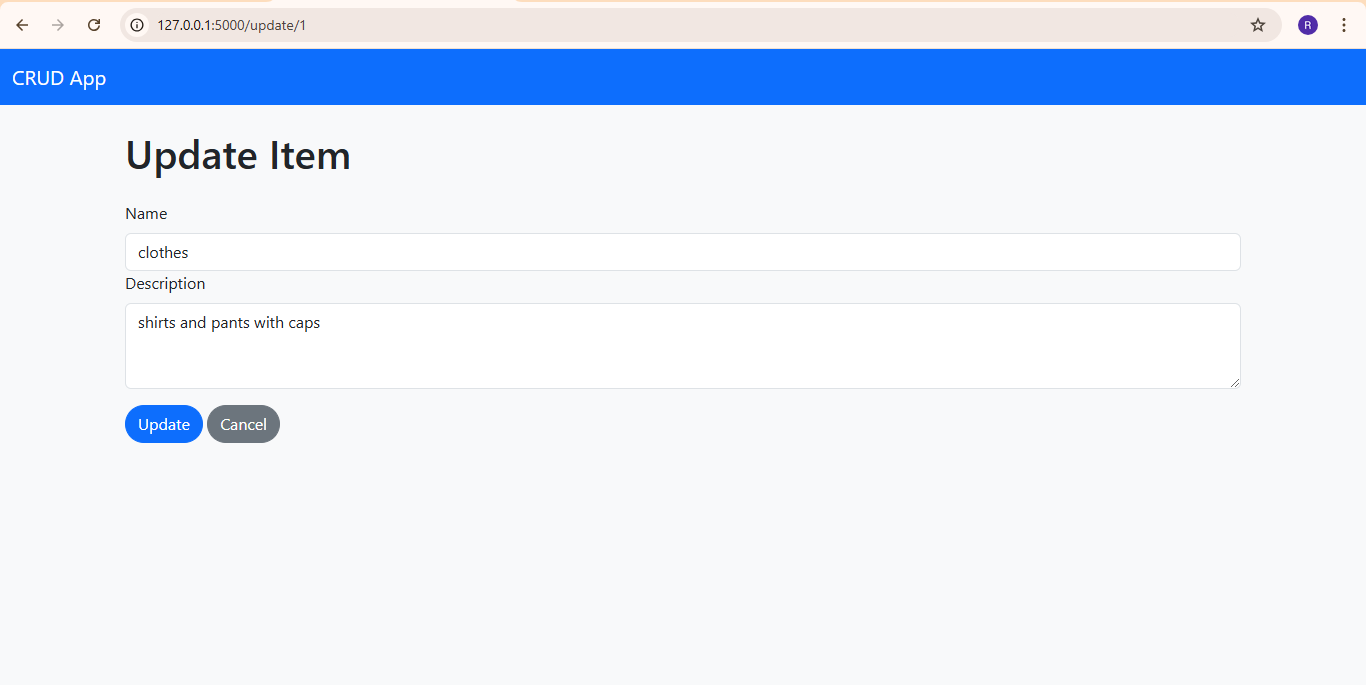 127.0.0.1:5000/update/1
R
CRUD App
Update Item
Name
clothes
Description
shirts and pants with caps
Update Cancel